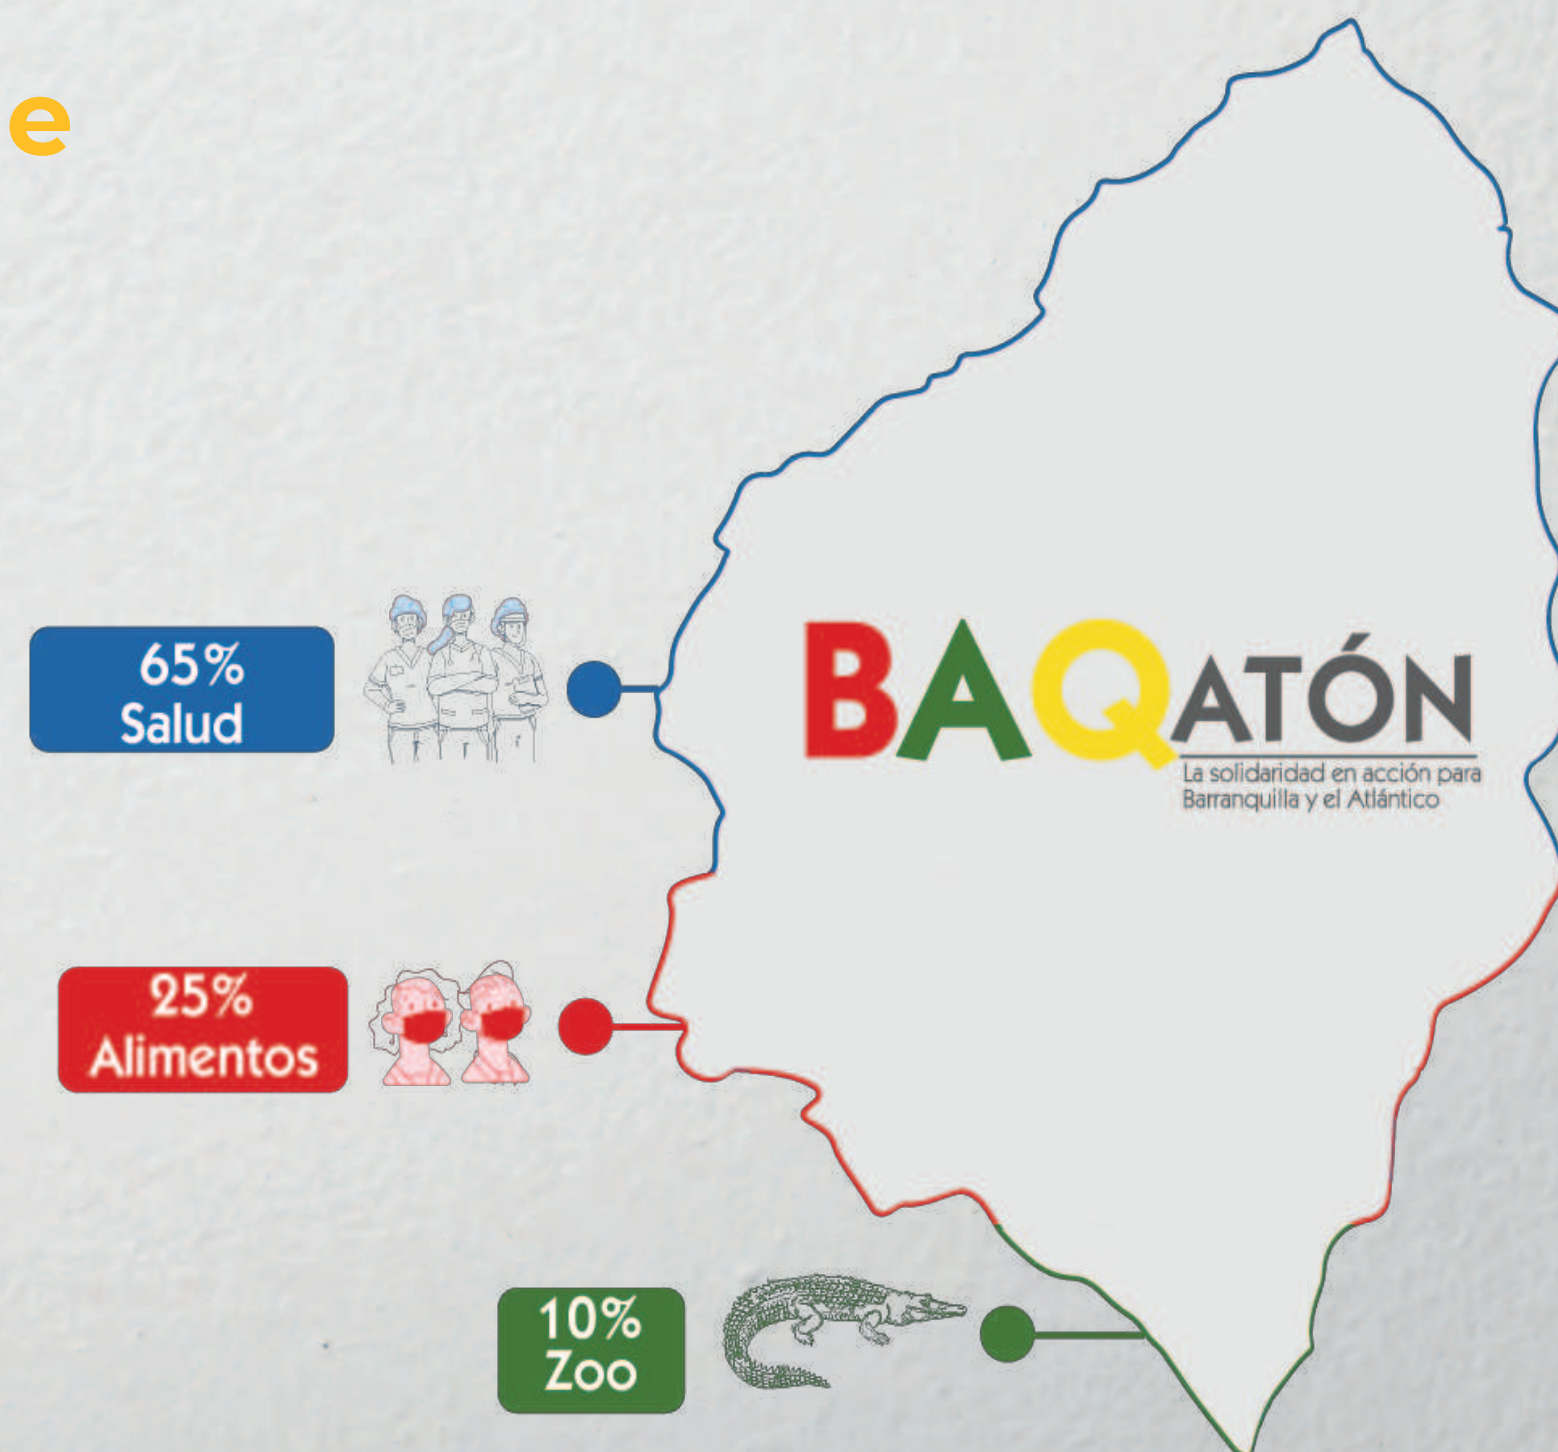 e
65%
Salud
BAQATÓN
La solidaridad en acción para
Barranquilla y el Atlántico
25%
Alimentos
10%
Zoo